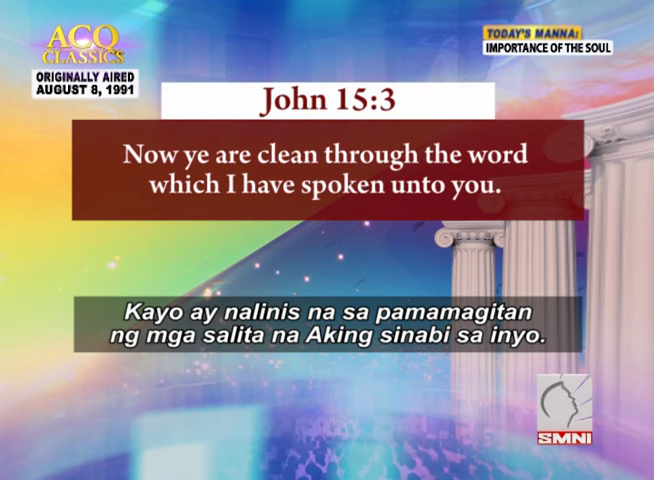 ACQ
CLASSICS
ORIGINALLY AIRED
AUGUST 8, 1991
TODAY'S MANNA:
IMPORTANCE OF THE SOUL
John 15:3
Now ye are clean through the word
which I have spoken unto you.
Kayo ay nalinis na sa pamamagitan
ng mga salita na Aking sinabi sa inyo.
SMNI